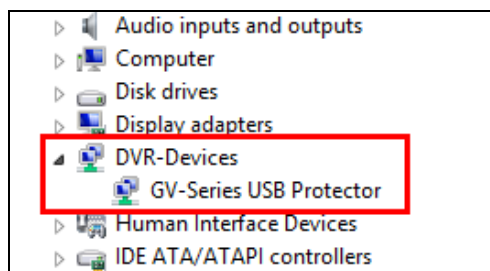 Audio inputs and outputs
Computer
Disk drives
Display adapters
DVR-Devices
GV-Series USB Protector
Human Interface Devices
IDE ATA/ATAPI controllers